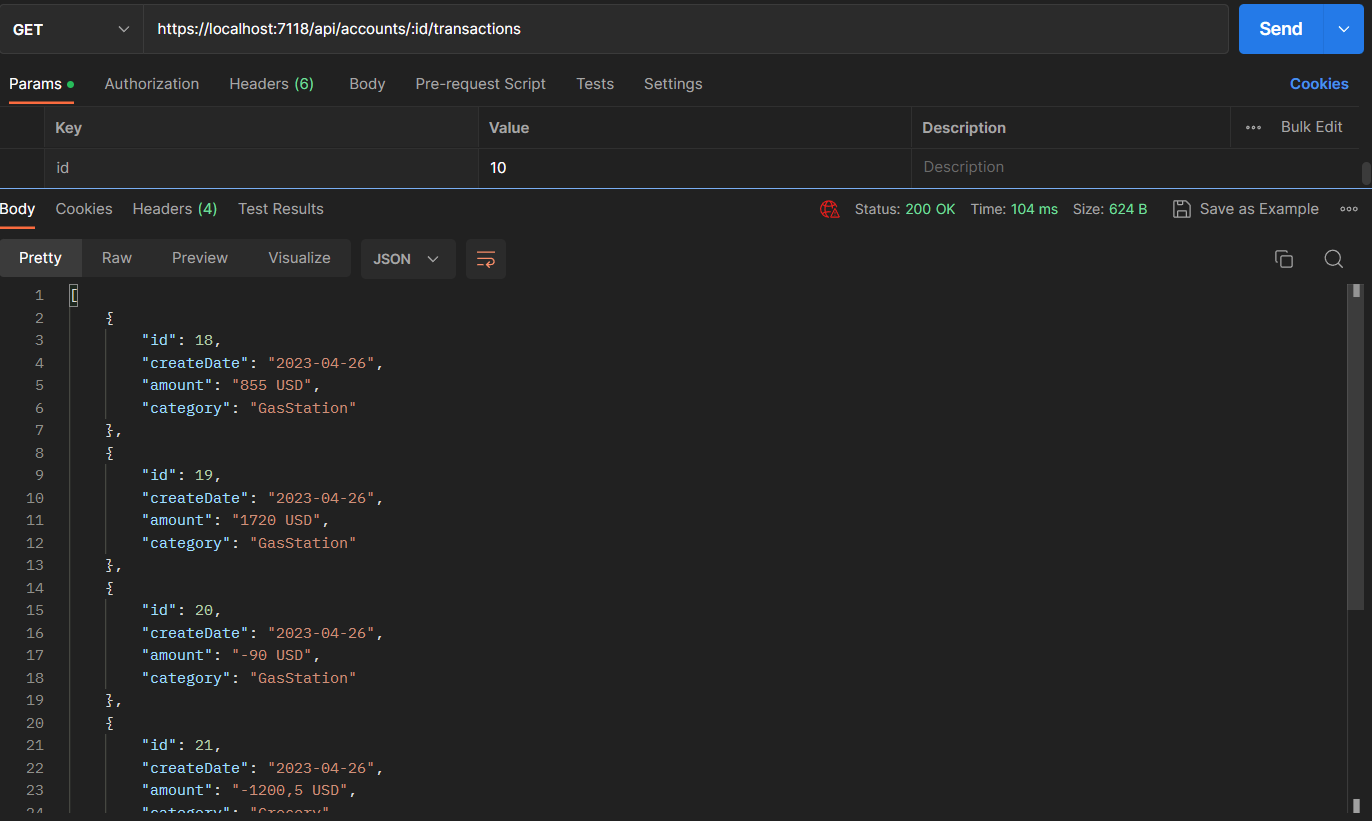 GET https://localhost:7118/api/accounts/:id/transactions Send
Params Authorization Headers (6) Body Pre-request Script Tests Settings Cookies
Key Value Description Bulk Edit
id 10 Description
Body Cookies Headers (4) Test Results Status: 200 OK Time: 104 ms Size: 624 B Save as Example
Pretty Raw Preview Visualize JSON
1 [
2 {
3 "id": 18,
4 "createDate": "2023-04-26",
5 "amount": "855 USD",
6 "category": "GasStation"
7 },
8 {
9 "id": 19,
10 "createDate": "2023-04-26",
11 "amount": "1720 USD",
12 "category": "GasStation"
13 },
14 {
15 "id": 20,
16 "createDate": "2023-04-26",
17 "amount": "-90 USD",
18 "category": "GasStation"
19 },
20 {
21 "id": 21,
22 "createDate": "2023-04-26",
23 "amount": "-1200,5 USD",
24 "category": "Grocery"